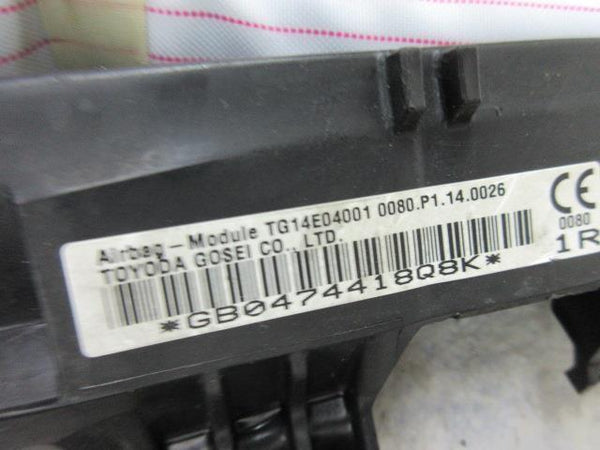 Airbag-Module TG14E04001 0080.P1.14.0026
TOYODA GOSEI CO., LTD.
*GB0474418Q8K*
CE
0080
1R